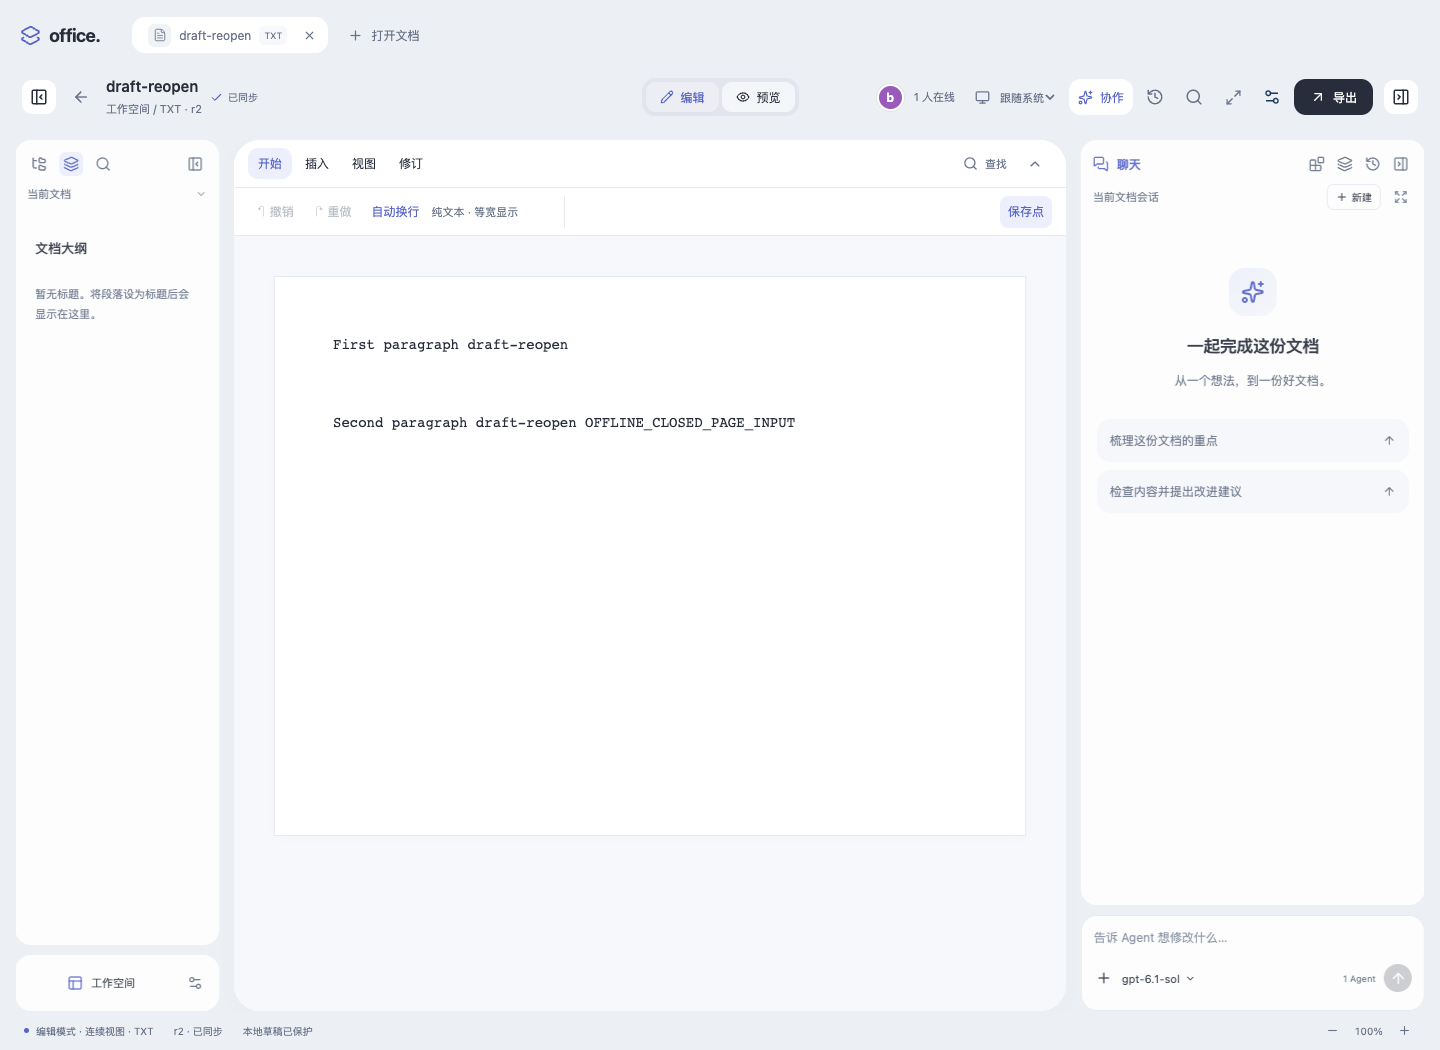 office.
draft-reopen TXT
打开文档
draft-reopen
工作空间 / TXT · r2
已同步
编辑
预览
b
1 人在线
跟随系统
协作
导出
当前文档
文档大纲
暂无标题。将段落设为标题后会
显示在这里。
工作空间
开始 插入 视图 修订
查找
撤销 重做 自动换行 纯文本 · 等宽显示
保存点
First paragraph draft-reopen
Second paragraph draft-reopen OFFLINE_CLOSED_PAGE_INPUT
聊天
当前文档会话
新建
一起完成这份文档
从一个想法，到一份好文档。
梳理这份文档的重点
检查内容并提出改进建议
告诉 Agent 想修改什么...
gpt-6.1-sol
1 Agent
编辑模式 · 连续视图 · TXT r2 · 已同步 本地草稿已保护
100%